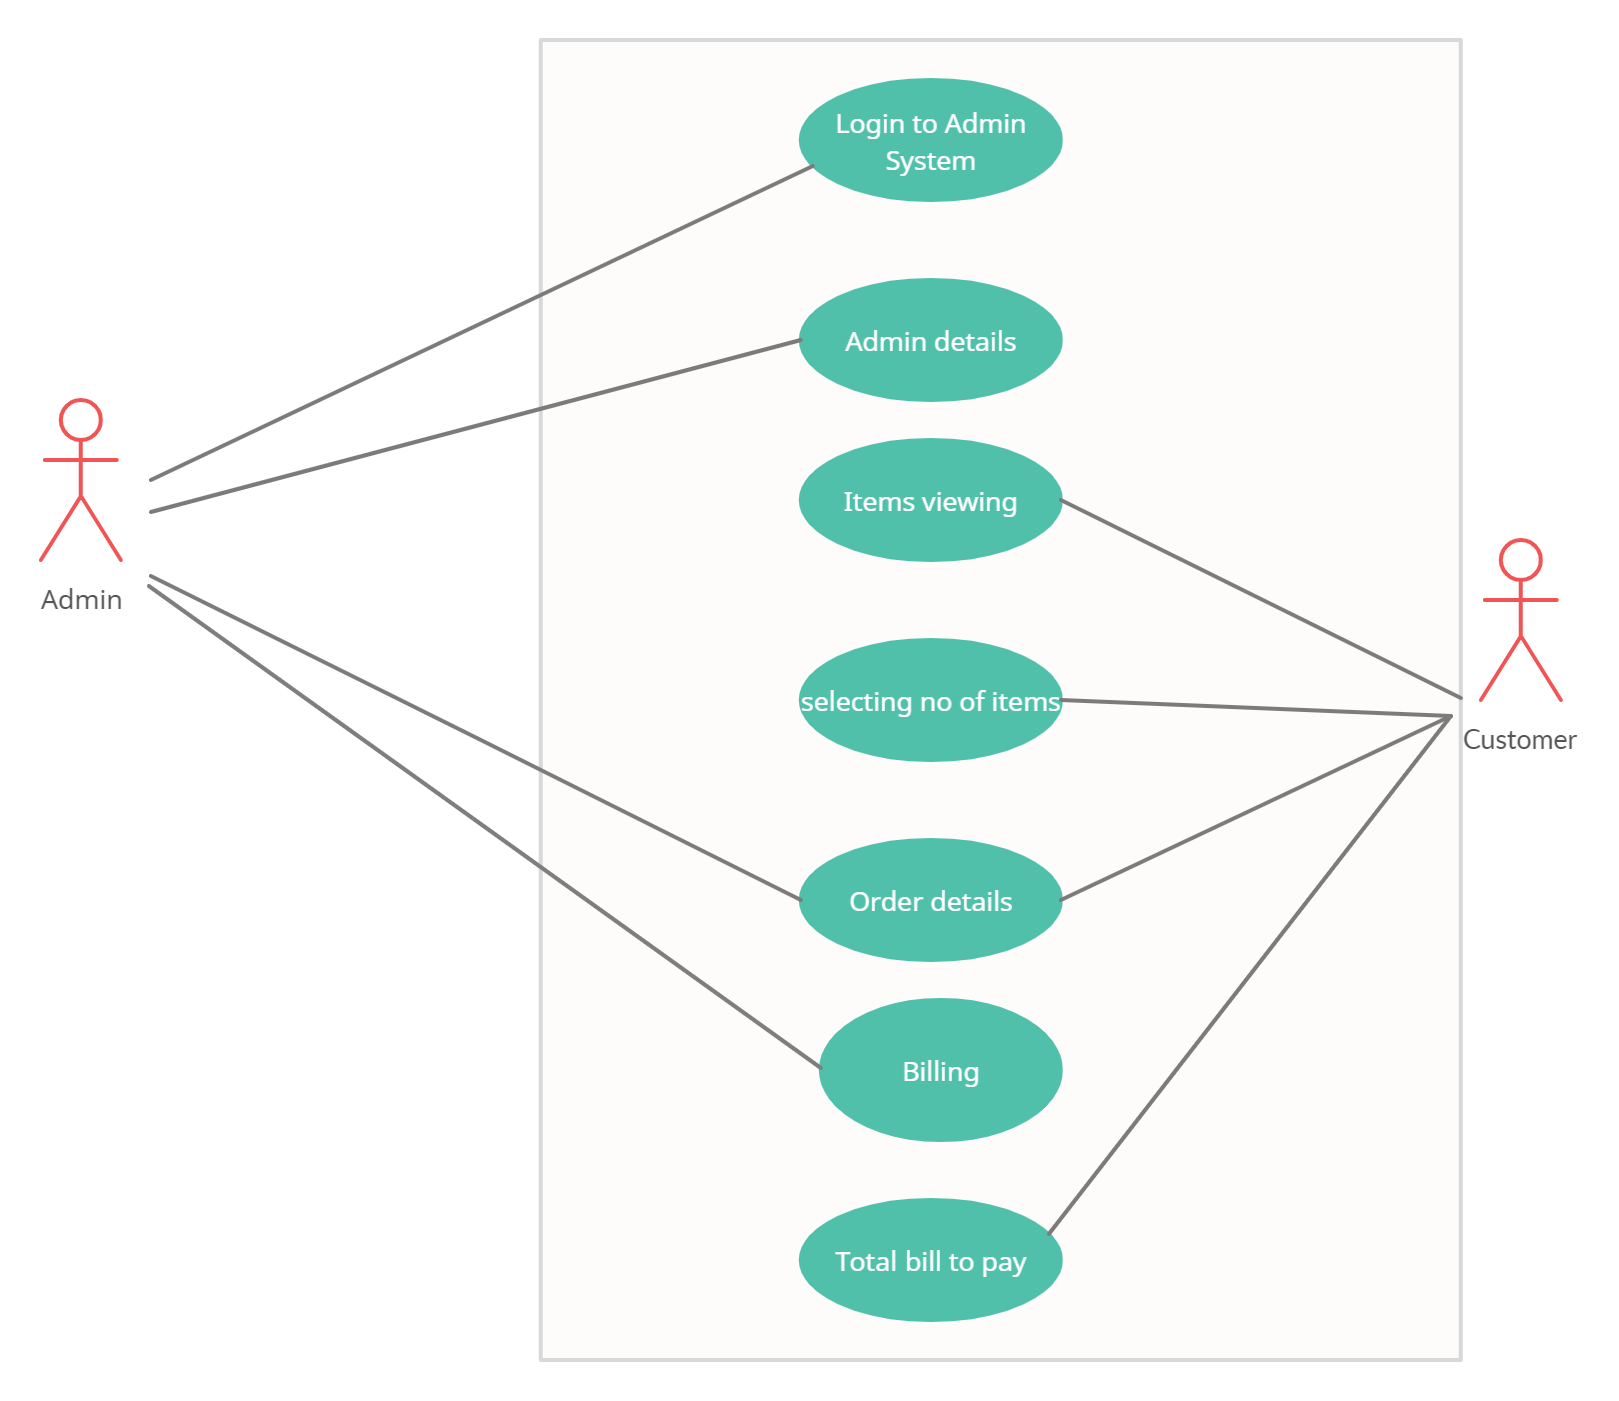 Login to Admin
System
Admin details
Items viewing
Admin
selecting no of items
Customer
Order details
Billing
Total bill to pay